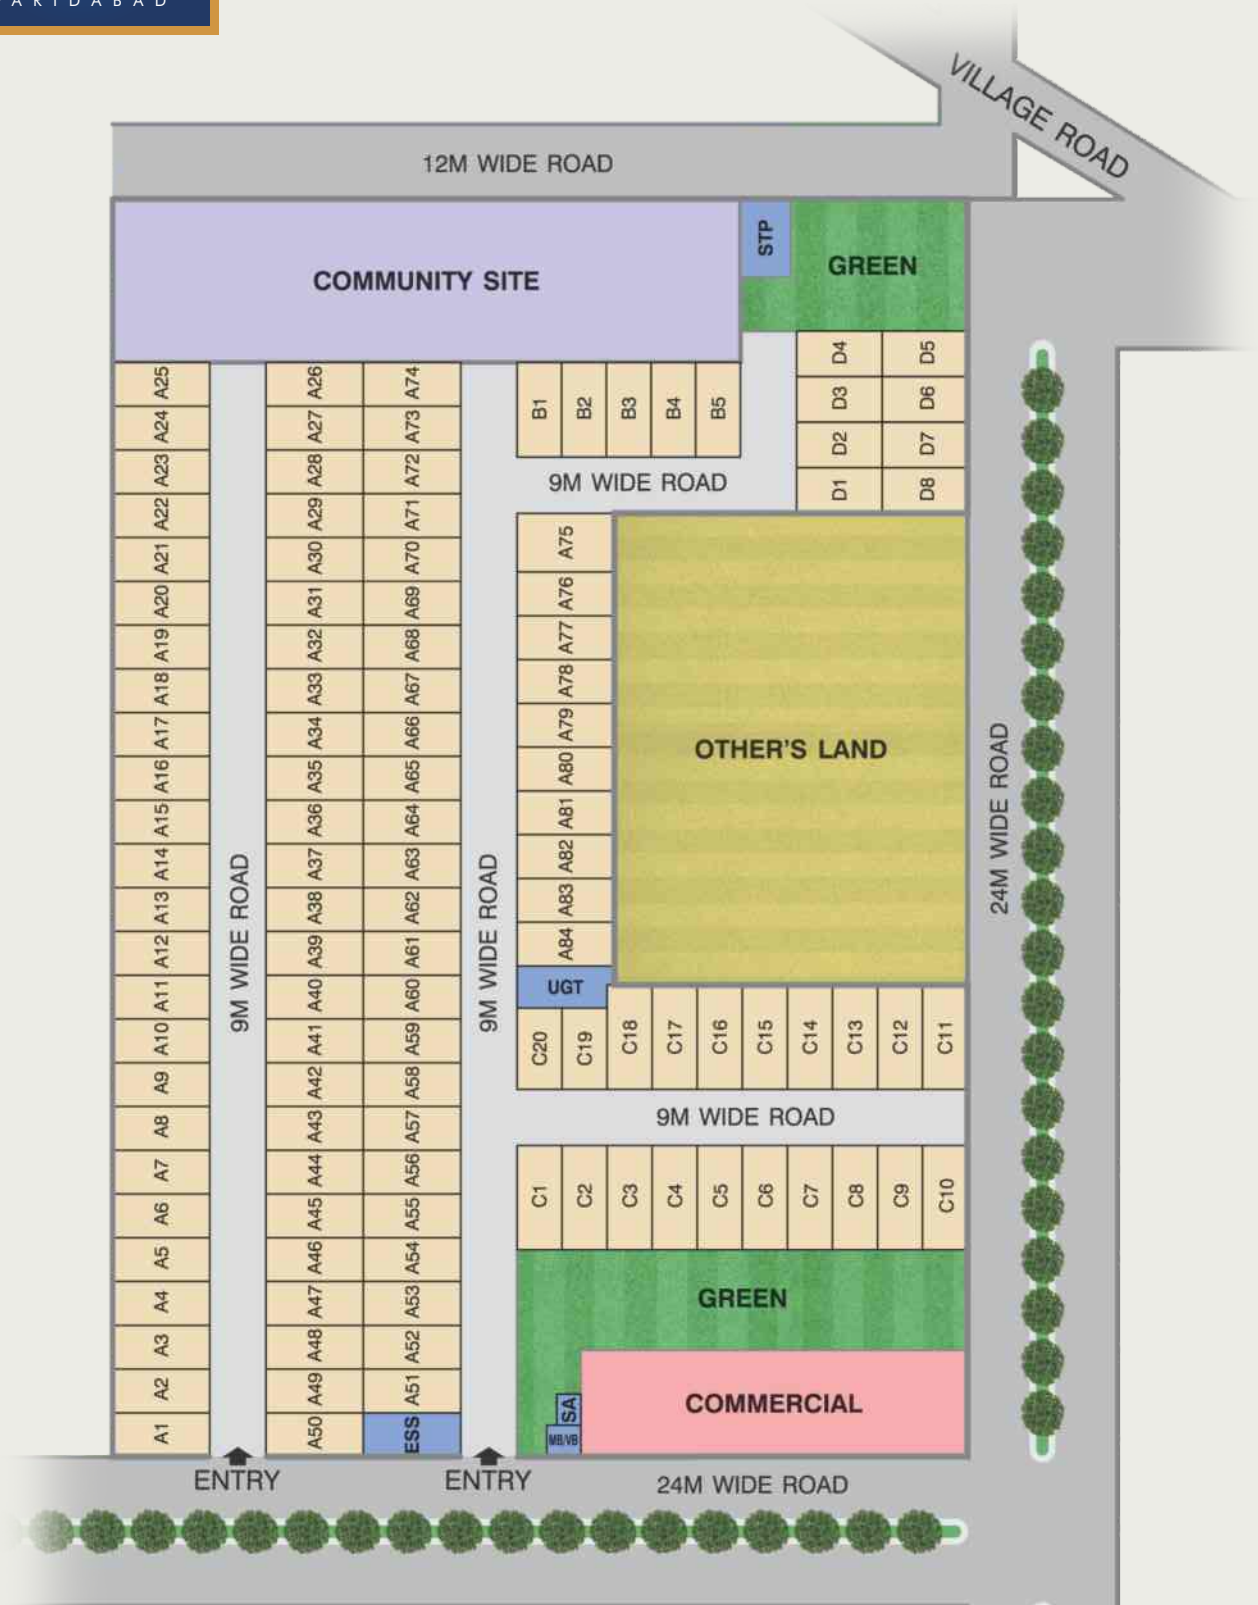 ARIDABAD
VILLAGE ROAD
12M WIDE ROAD
COMMUNITY SITE
STP
GREEN
D4 D5
D3 D6
D2 D7
D1 D8
A25 A26 A74
A24 A27 A73
A23 A28 A72
A22 A29 A71
A21 A30 A70
A20 A31 A69
A19 A32 A68
A18 A33 A67
A17 A34 A66
A16 A35 A65
A15 A36 A64
A14 A37 A63
A13 A38 A62
A12 A39 A61
A11 A40 A60
A10 A41 A59
A9 A42 A58
A8 A43 A57
A7 A44 A56
A6 A45 A55
A5 A46 A54
A4 A47 A53
A3 A48 A52
A2 A49 A51
A1 A50 ESS
9M WIDE ROAD
9M WIDE ROAD
B1 B2 B3 B4 B5
9M WIDE ROAD
A75
A76
A77
A78
A79
A80
A81
A82
A83
A84
UGT
OTHER'S LAND
24M WIDE ROAD
C20 C19 C18 C17 C16 C15 C14 C13 C12 C11
9M WIDE ROAD
C1 C2 C3 C4 C5 C6 C7 C8 C9 C10
GREEN
COMMERCIAL
SA
MB/VB
ENTRY
ENTRY
24M WIDE ROAD